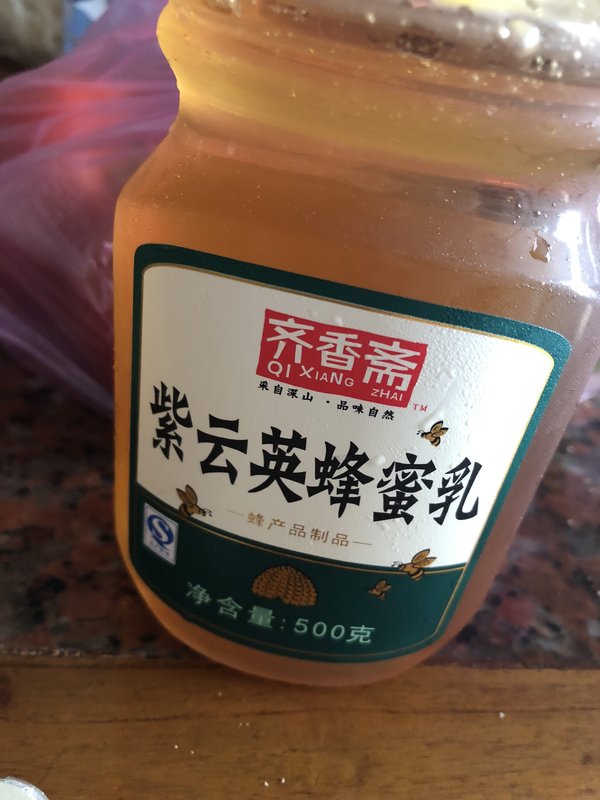 齐香斋
QI XIANG ZHAI
采自深山·品味自然 TM
紫云英蜂蜜乳
蜂产品制品
净含量:500克